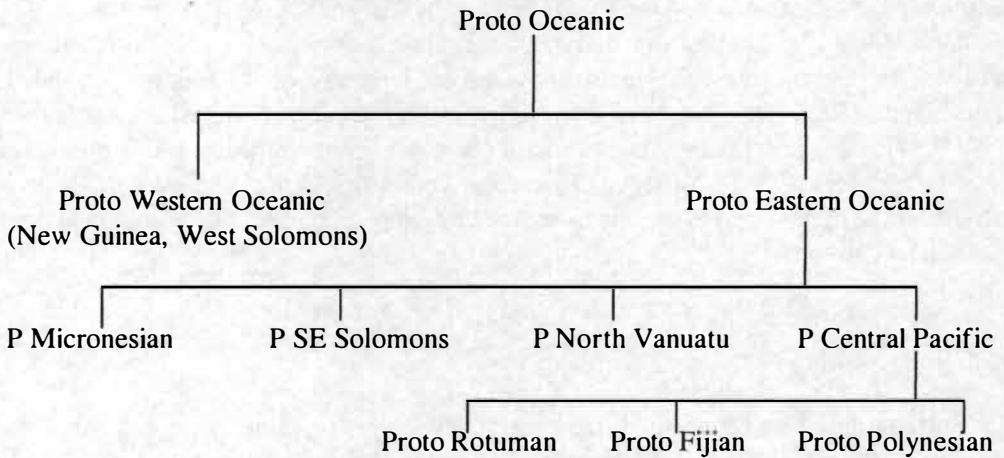 Proto Oceanic
Proto Western Oceanic
(New Guinea, West Solomons)
Proto Eastern Oceanic
P Micronesian P SE Solomons P North Vanuatu P Central Pacific
Proto Rotuman Proto Fijian Proto Polynesian